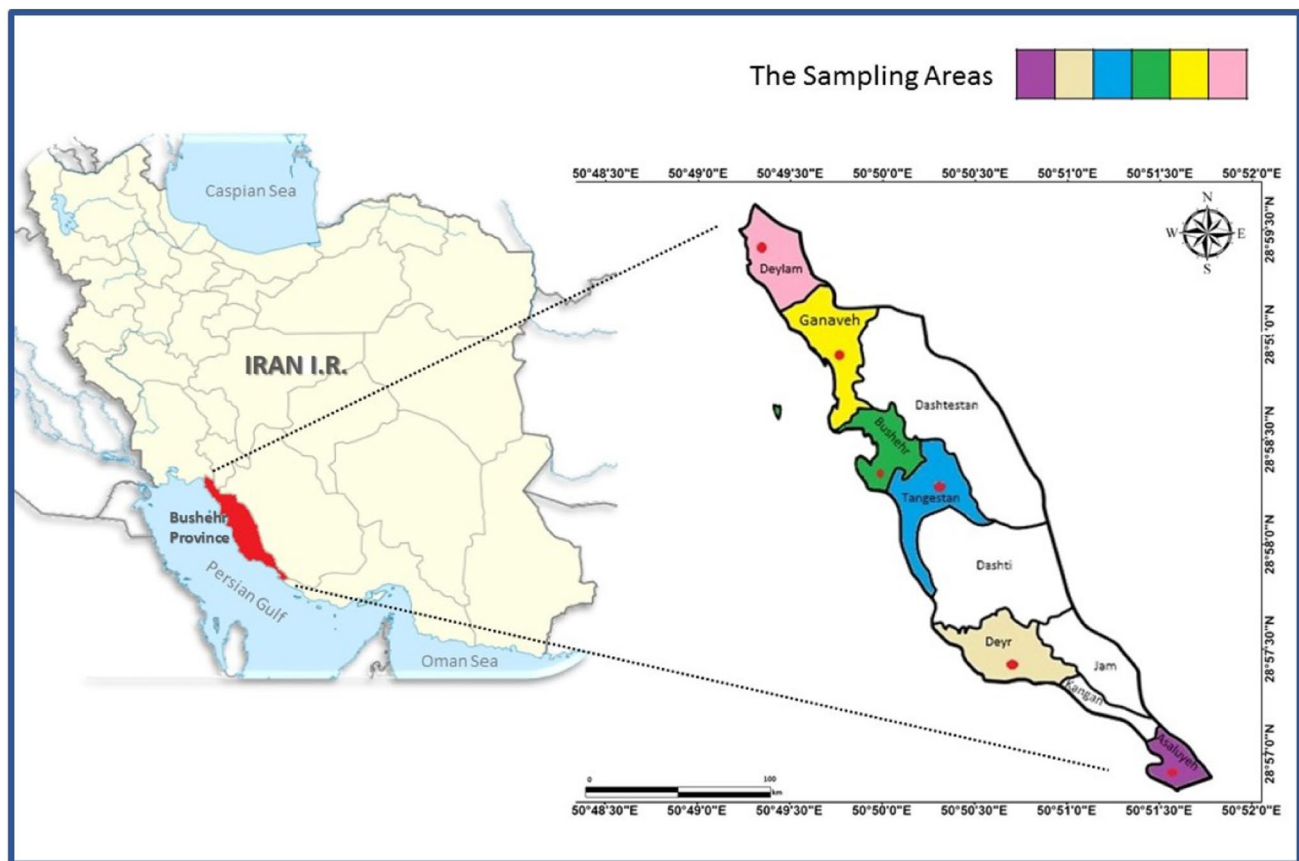 The Sampling Areas
Caspian Sea
IRAN I.R.
Bushehr
Province
Persian Gulf
Oman Sea
50°48'30"E 50°49'0"E 50°49'30"E 50°50'0"E 50°50'30"E 50°51'0"E 50°51'30"E 50°52'0"E
N
W E
S
28°59'30"N
28°51'0"N
28°58'30"N
28°58'0"N
28°57'30"N
28°57'0"N
Deylam
Ganaveh
Dashtestan
Bushehr
Tangestan
Dashti
Deyr
Jam
Kangan
Asaluyeh
0 100
km
50°48'30"E 50°49'0"E 50°49'30"E 50°50'0"E 50°50'30"E 50°51'0"E 50°51'30"E 50°52'0"E